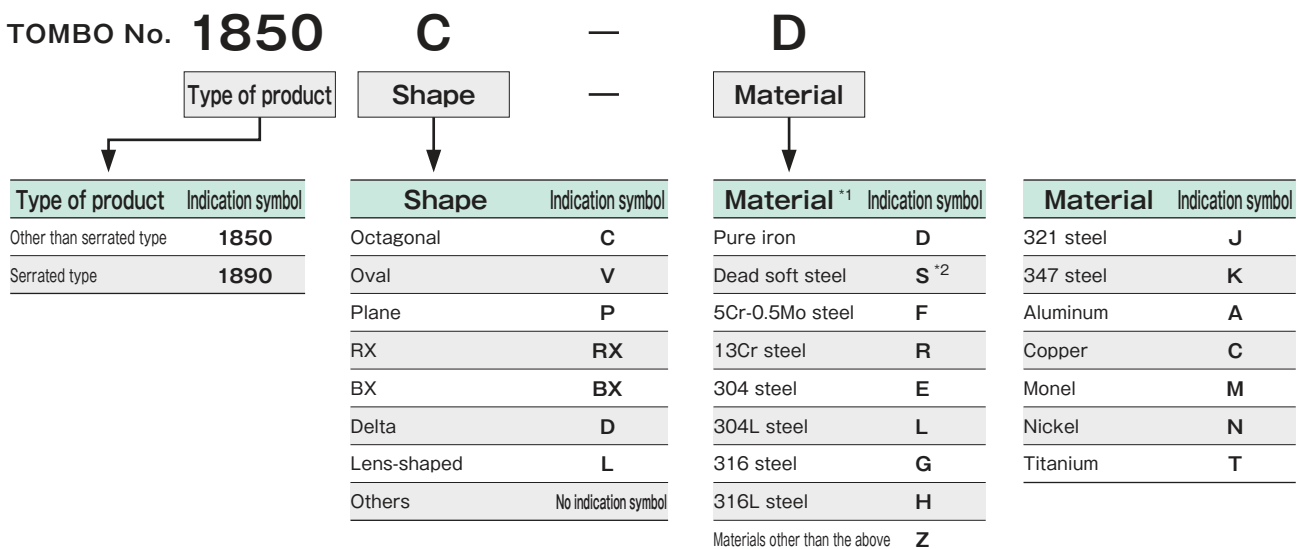 TOMBO No. 1850 C — D
Type of product Shape — Material
Type of product Indication symbol
Other than serrated type 1850
Serrated type 1890
Shape Indication symbol
Octagonal C
Oval V
Plane P
RX RX
BX BX
Delta D
Lens-shaped L
Others No indication symbol
Material *1 Indication symbol
Pure iron D
Dead soft steel S *2
5Cr-0.5Mo steel F
13Cr steel R
304 steel E
304L steel L
316 steel G
316L steel H
Materials other than the above Z
Material Indication symbol
321 steel J
347 steel K
Aluminum A
Copper C
Monel M
Nickel N
Titanium T